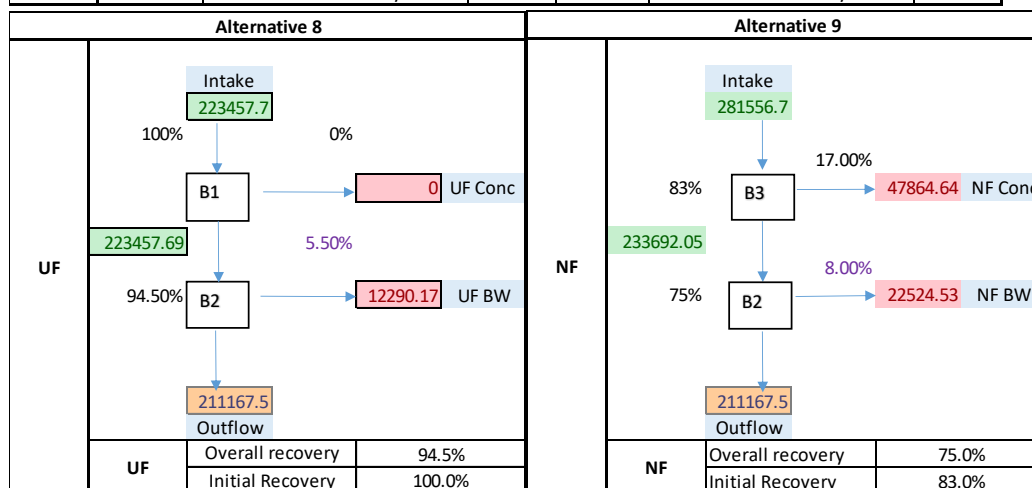 Alternative 8
Intake
223457.7
100% 0%
B1
0 UF Conc
223457.69 5.50%
UF
94.50% B2
12290.17 UF BW
211167.5
Outflow
UF
Overall recovery 94.5%
Initial Recovery 100.0%
Alternative 9
Intake
281556.7
17.00%
83% B3
47864.64 NF Conc
233692.05
NF
8.00%
75% B2
22524.53 NF BW
211167.5
Outflow
NF
Overall recovery 75.0%
Initial Recovery 83.0%